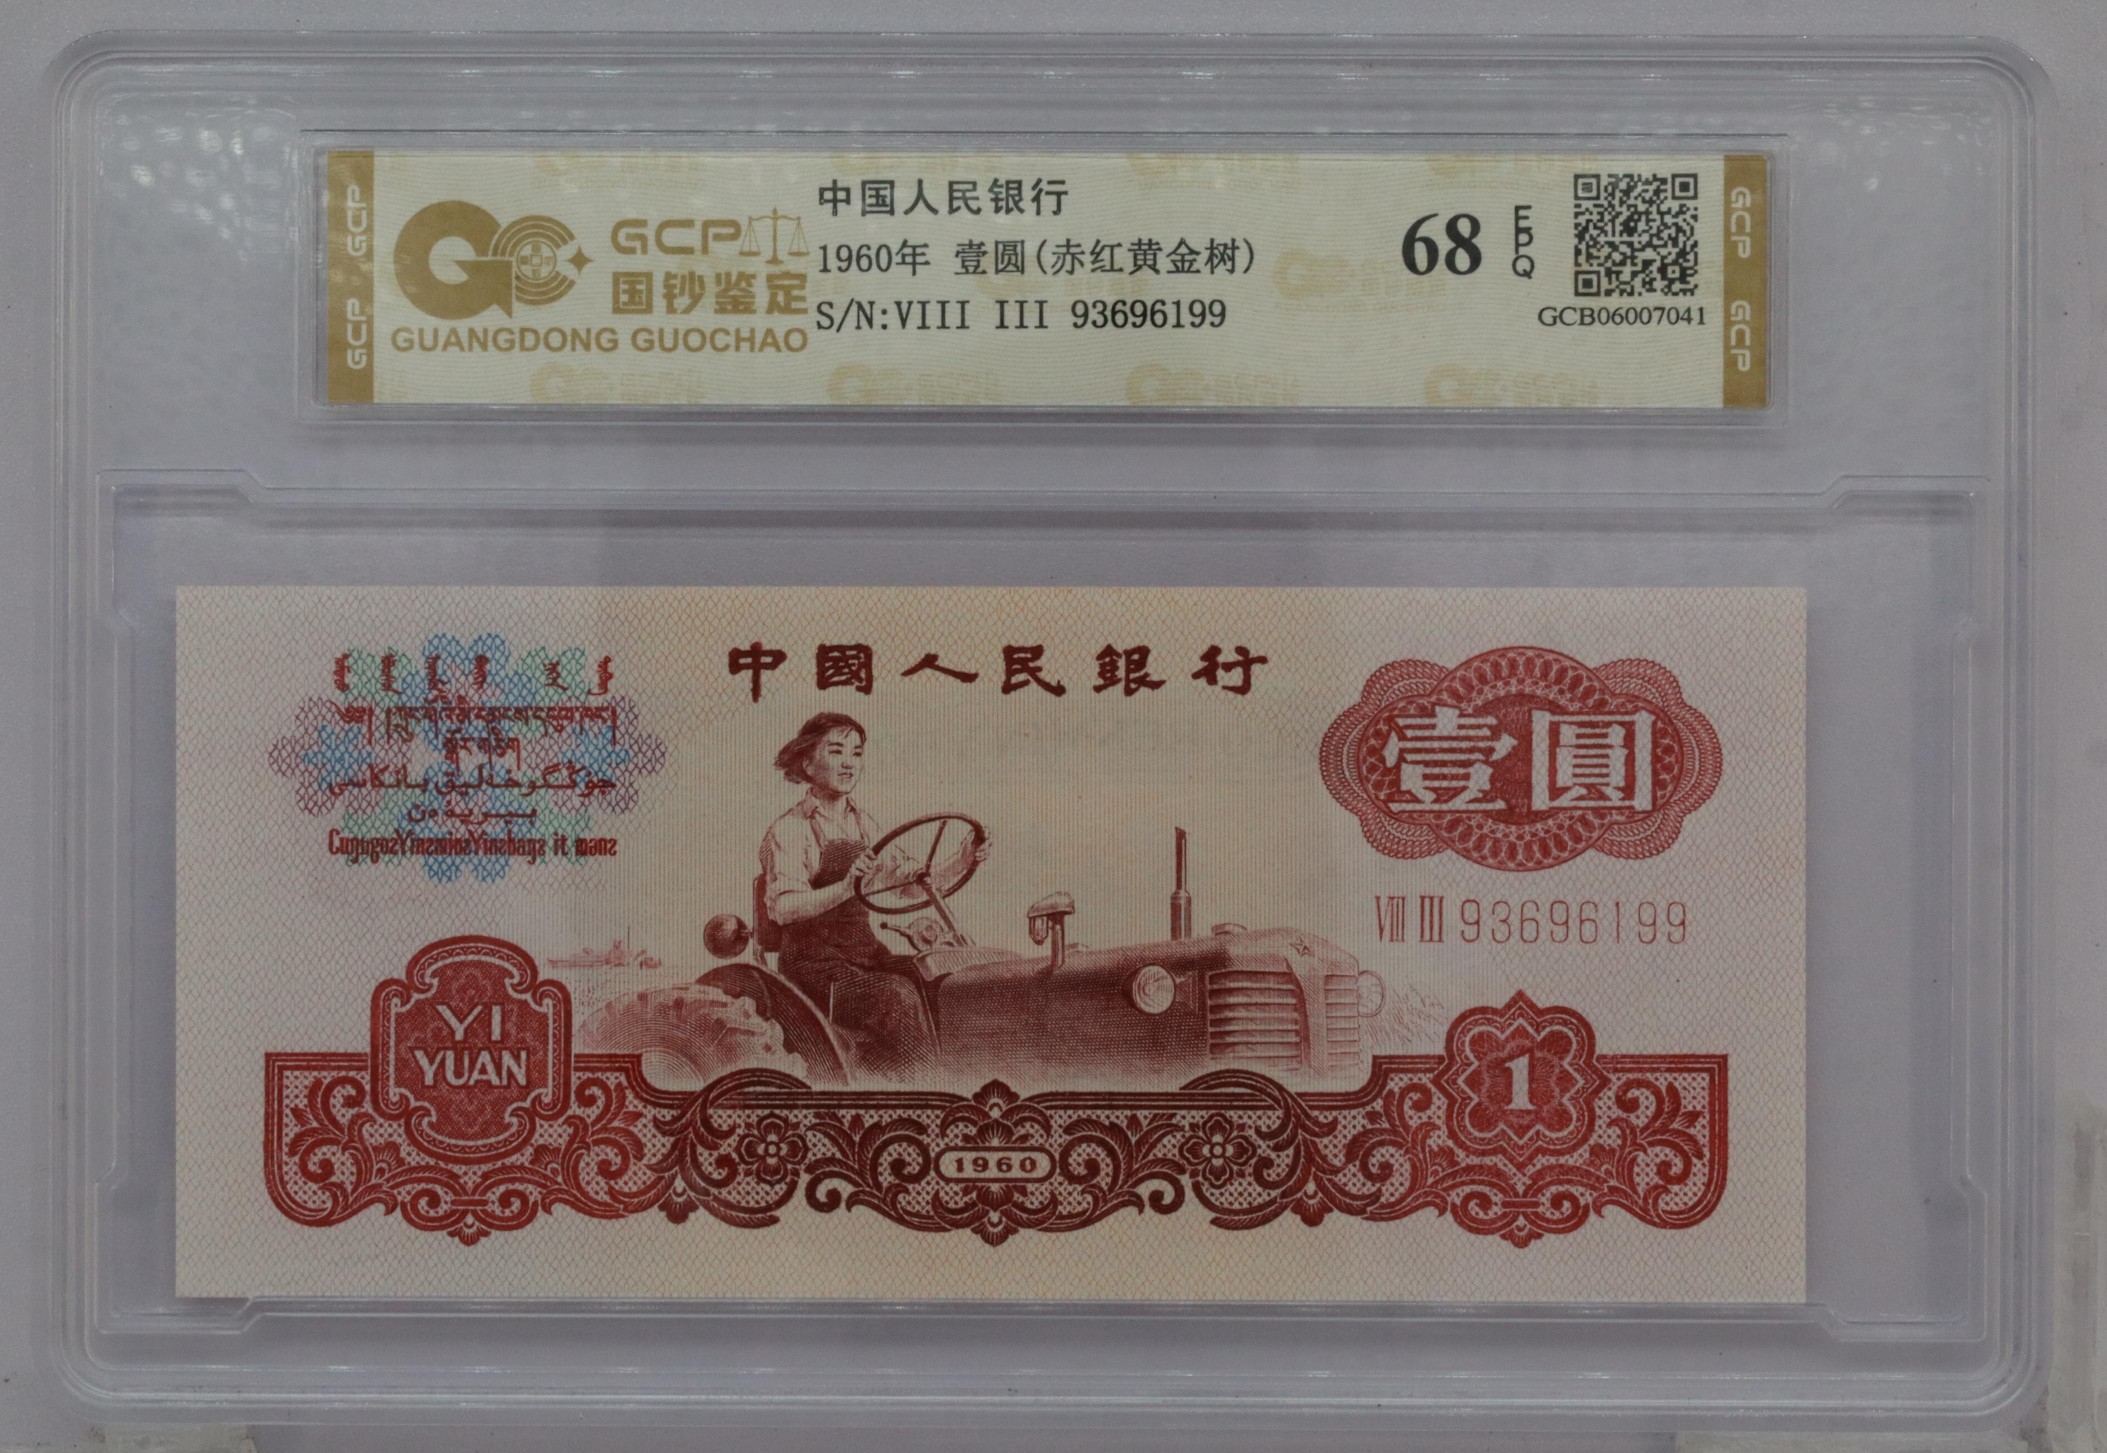 GCP GCP
GCP
国钞鉴定
GUANGDONG GUOCHAO
中国人民银行
1960年 壹圆(赤红黄金树)
S/N:VIII III 93696199
68
EPQ
GCB06007041
GCP GCP
中國人民銀行
壹圓
VIII III 93696199
YI
YUAN
1
1960